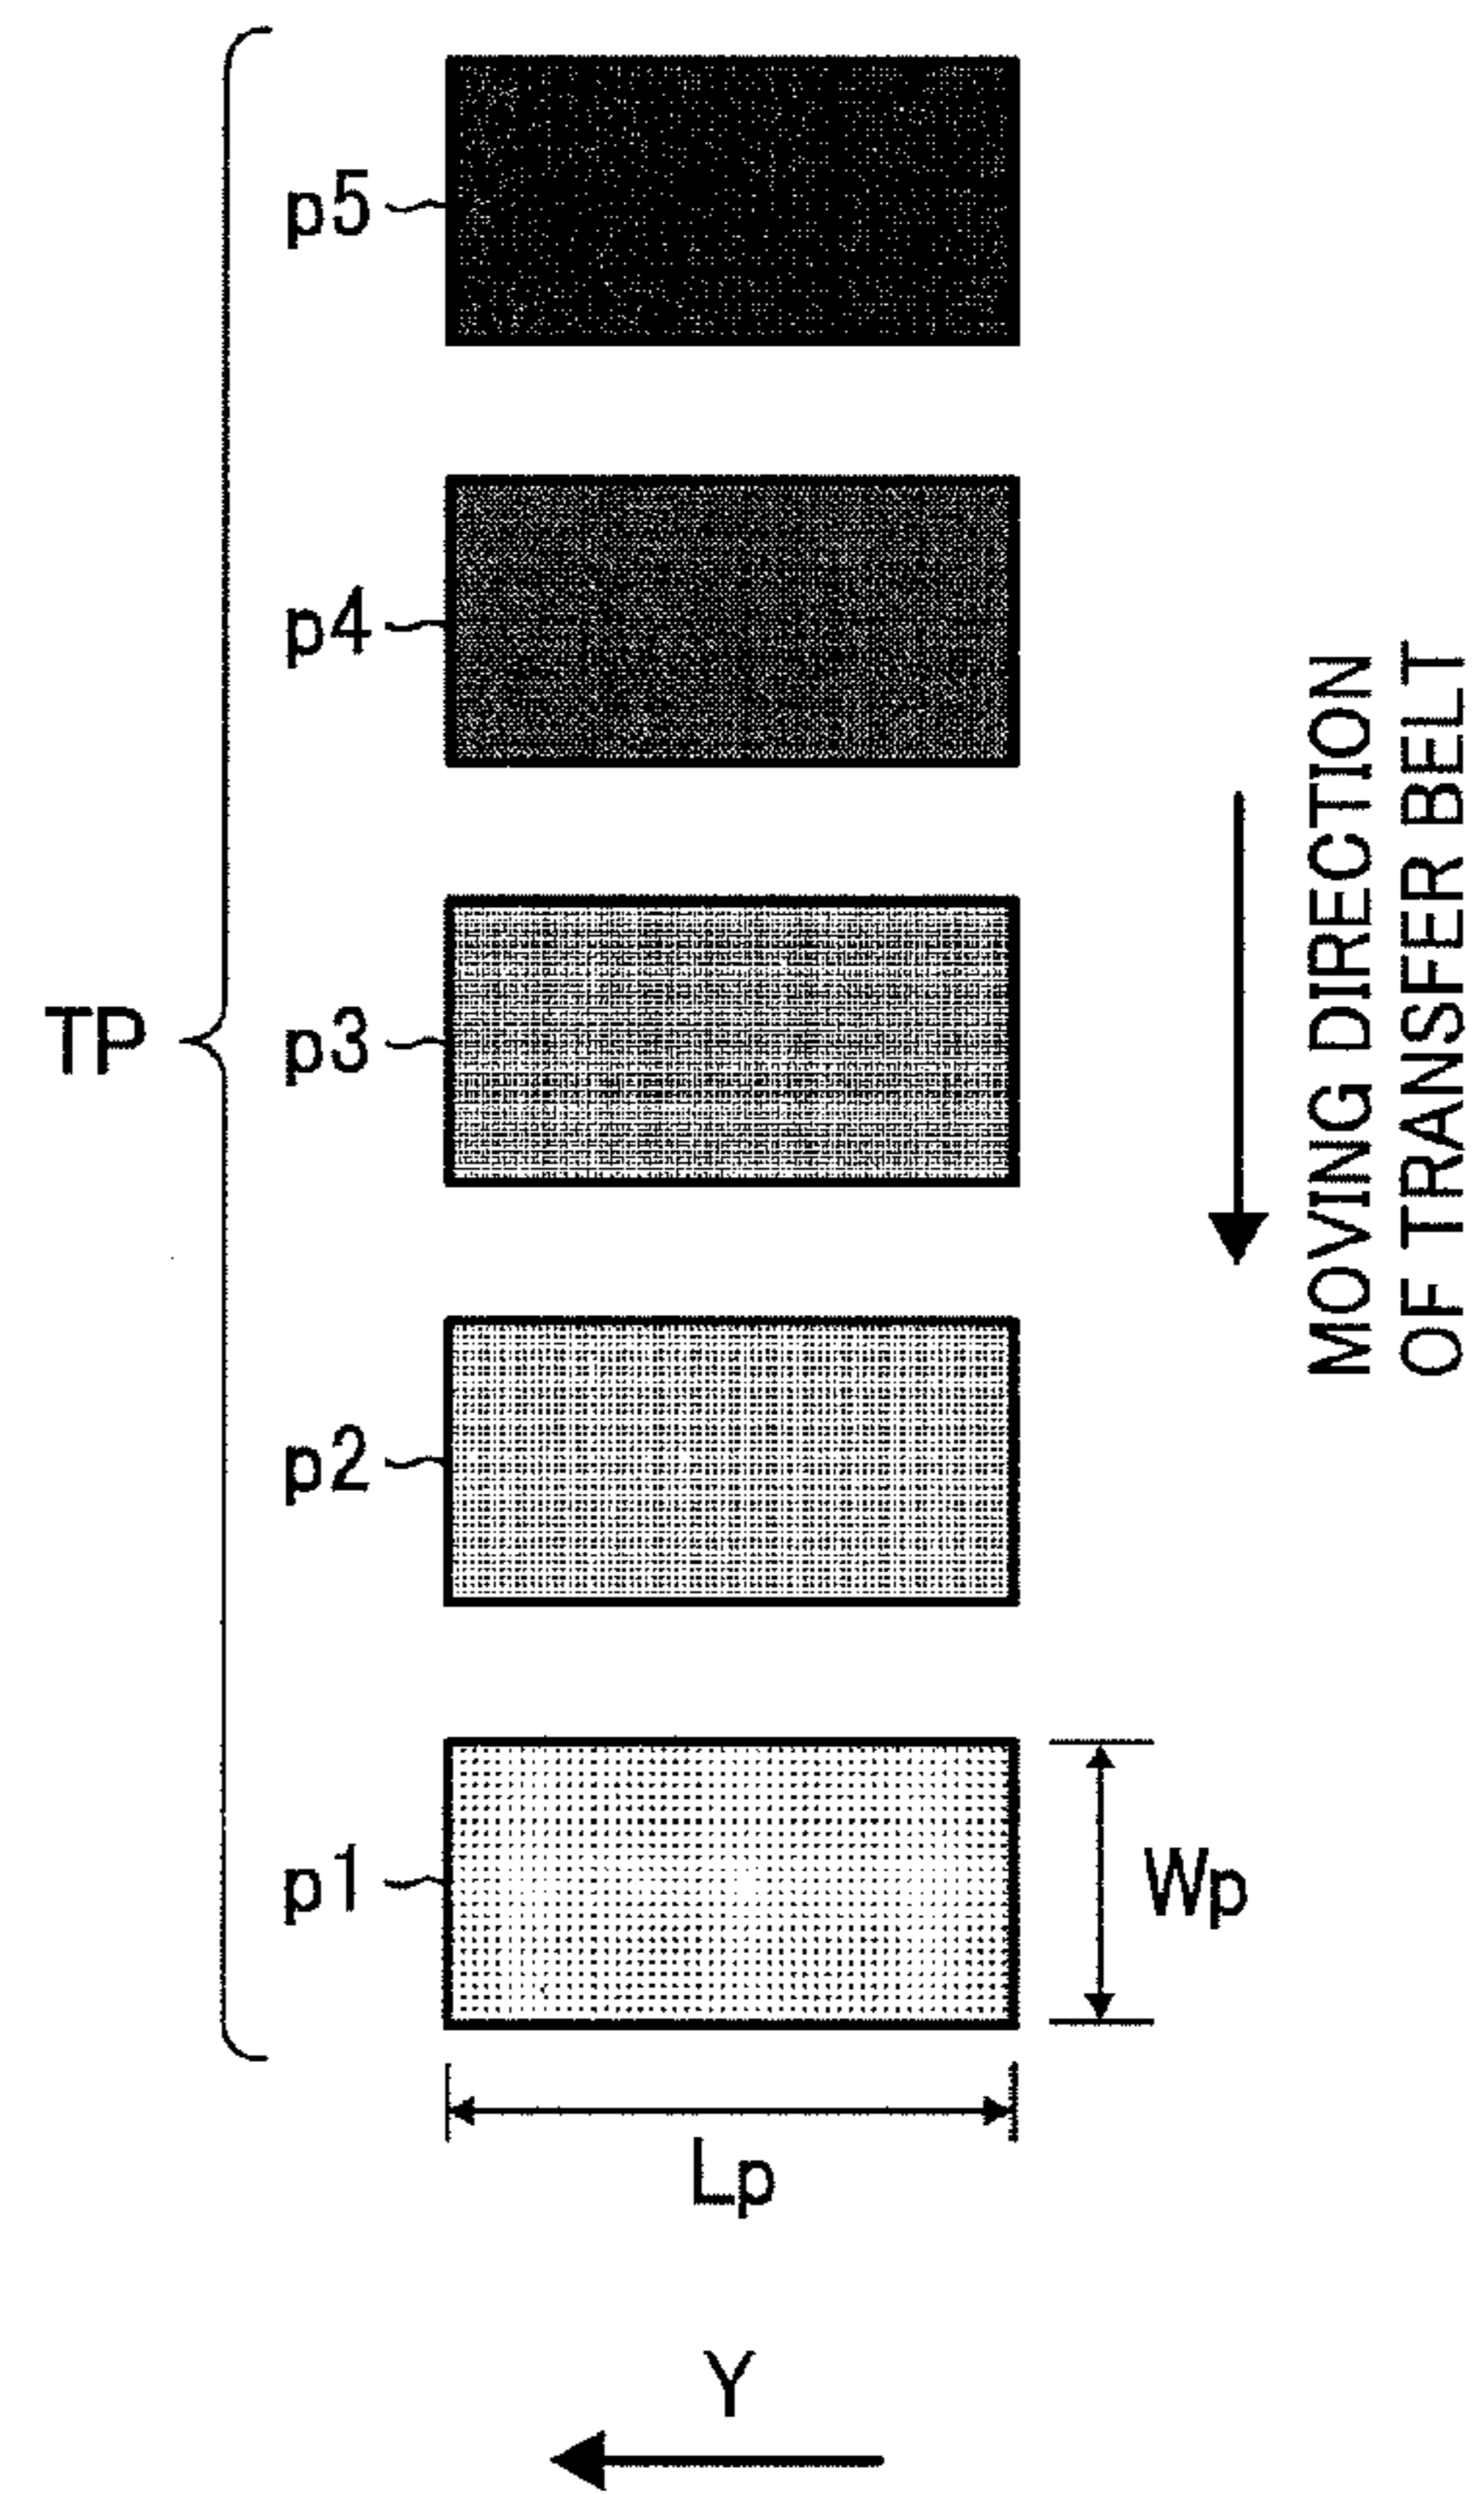 p5
p4
TP
p3
p2
p1
Wp
Lp
Y
MOVING DIRECTION
OF TRANSFER BELT